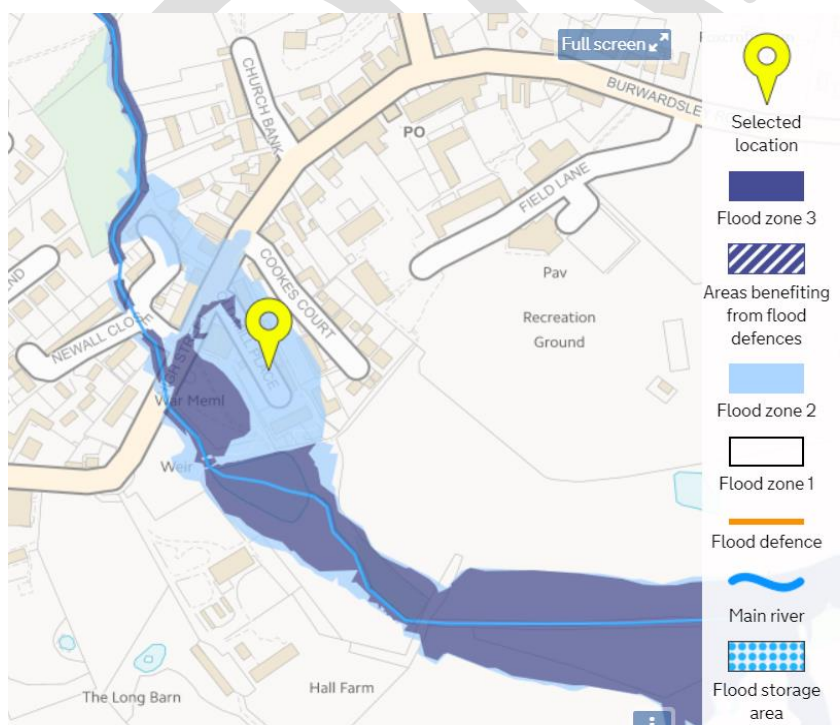 Full screen
CHURCH BANK
BURWARDSLEY
PO
FIELD LANE
COOKES COURT
Pav
Recreation
Ground
NEWALL CLOSE
PLACE
War Meml
Weir
The Long Barn
Hall Farm
Selected
location
Flood zone 3
Areas benefiting
from flood
defences
Flood zone 2
Flood zone 1
Flood defence
Main river
Flood storage
area